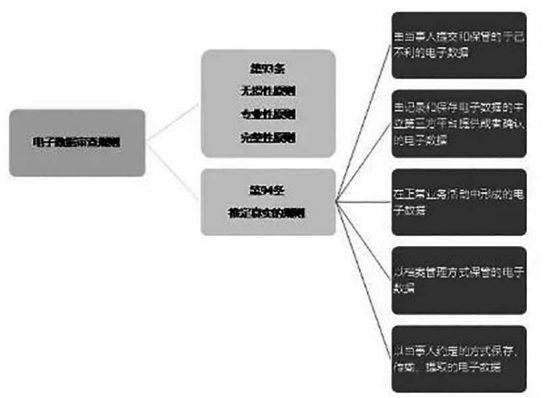 电子数据审查规则
第93条
无损性原则
专业性原则
完整性原则
第94条
推定真实的规则
由当事人提交和保管的于己
不利的电子数据
由记录和保存电子数据的中
立第三方平台提供或者确认
的电子数据
在正常业务活动中形成的电
子数据
以档案管理方式保管的电子
数据
以当事人约定的方式保存、
传输、提取的电子数据